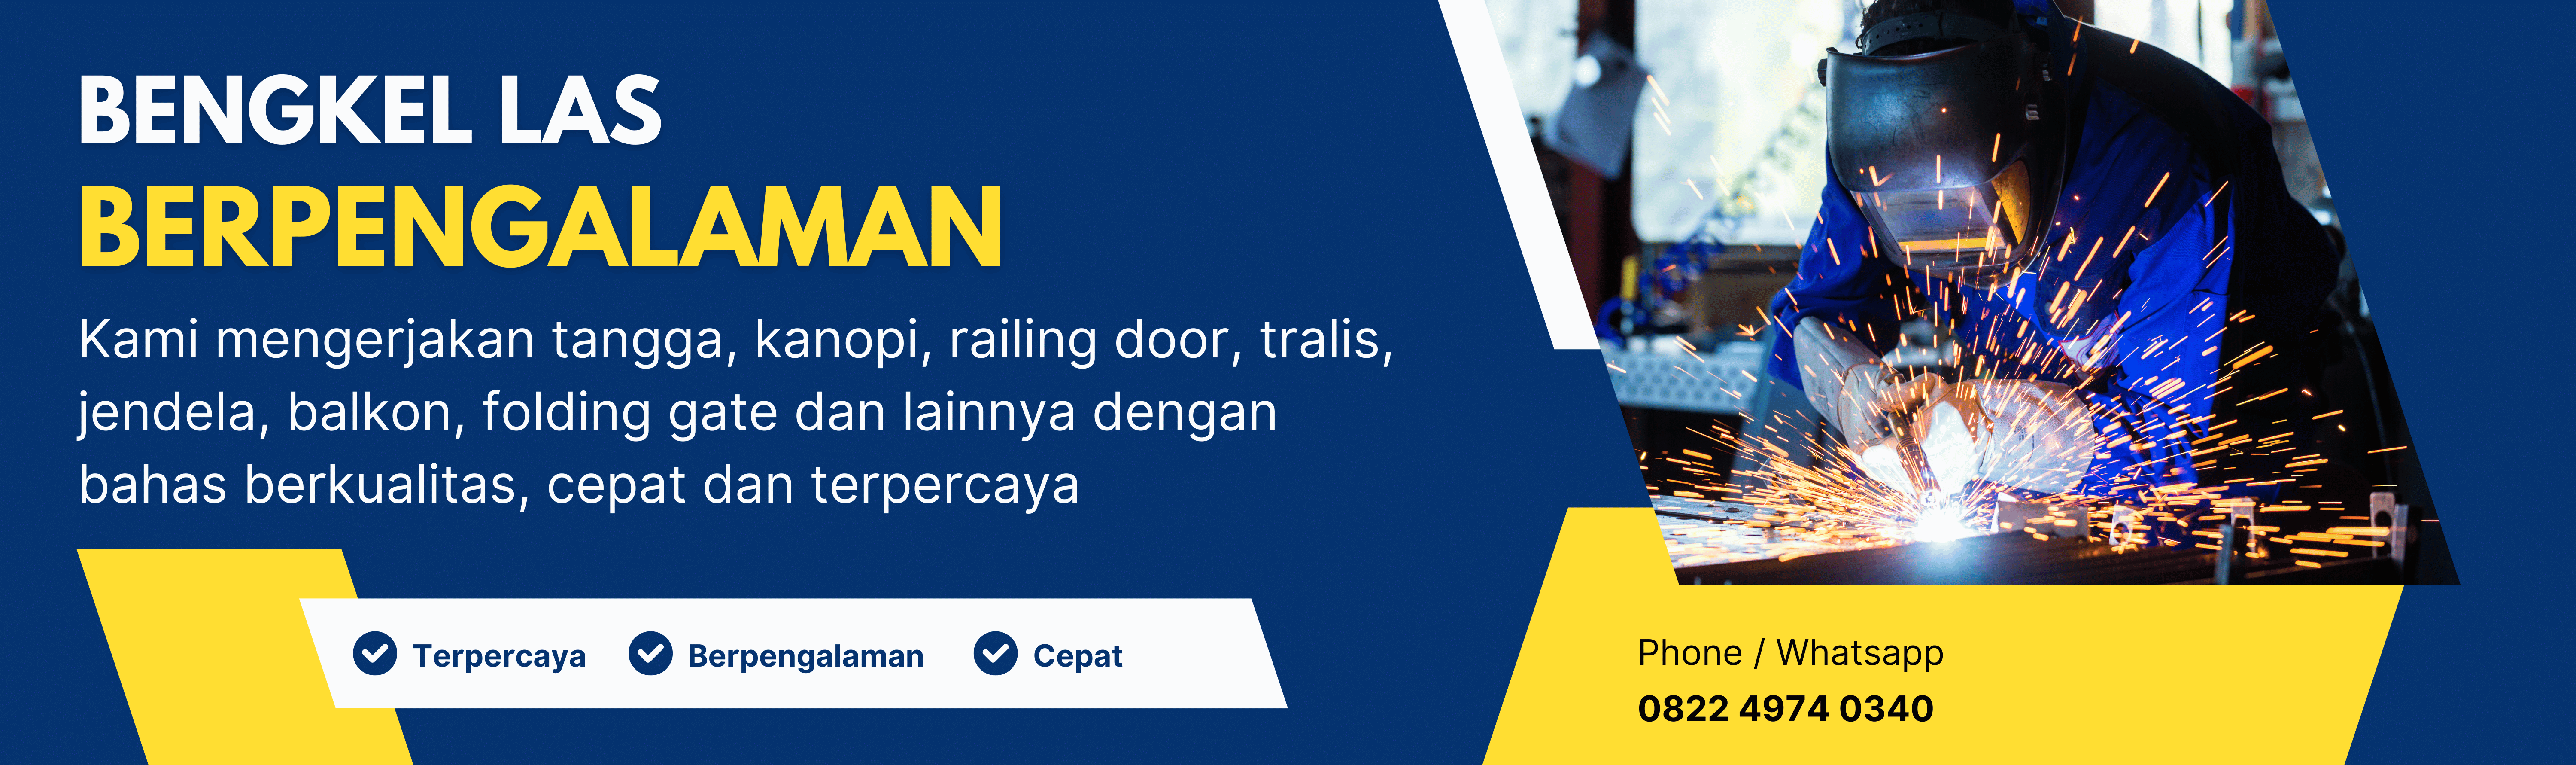 BENGKEL LAS
BERPENGALAMAN
Kami mengerjakan tangga, kanopi, railing door, tralis,
jendela, balkon, folding gate dan lainnya dengan
bahas berkualitas, cepat dan terpercaya
Terpercaya Berpengalaman Cepat
Phone / Whatsapp
0822 4974 0340